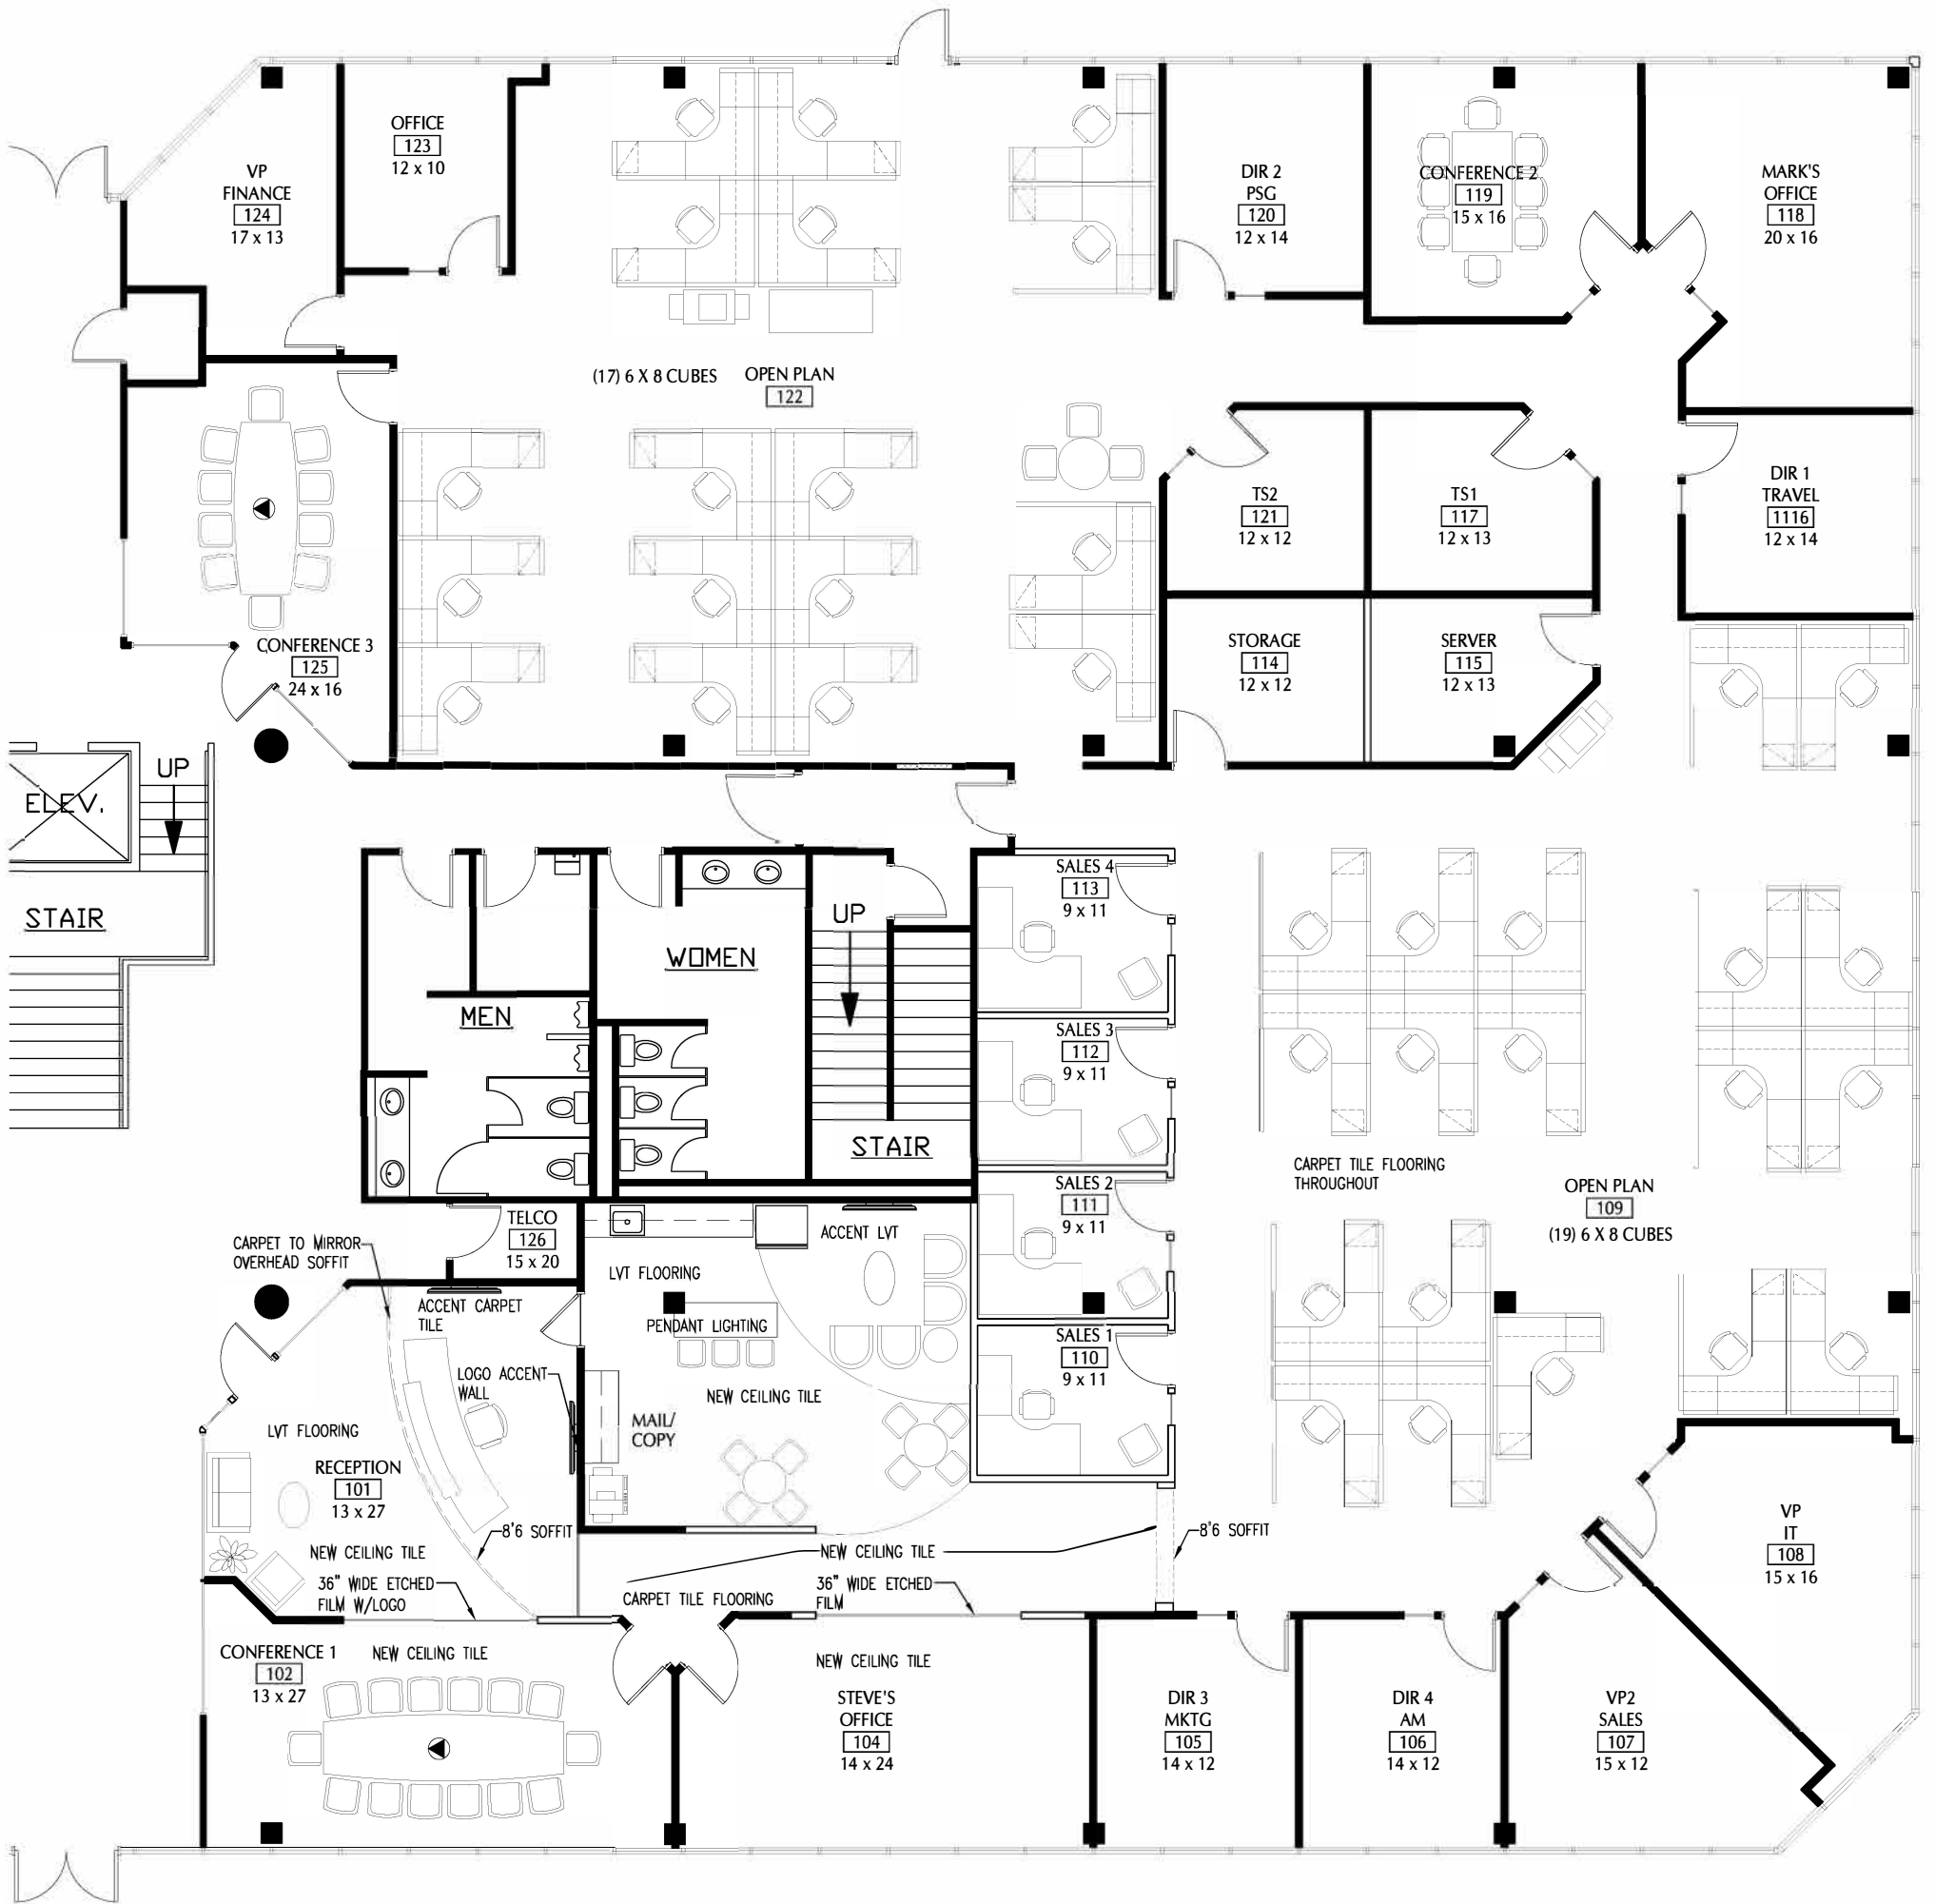 OFFICE
123
12 x 10
VP
FINANCE
124
17 x 13
DIR 2
PSG
120
12 x 14
CONFERENCE 2
119
15 x 16
MARK'S
OFFICE
118
20 x 16
(17) 6 X 8 CUBES
OPEN PLAN
122
TS2
121
12 x 12
TS1
117
12 x 13
DIR 1
TRAVEL
1116
12 x 14
CONFERENCE 3
125
24 x 16
STORAGE
114
12 x 12
SERVER
115
12 x 13
UP
ELEV.
STAIR
SALES 4
113
9 x 11
UP
WOMEN
MEN
SALES 3
112
9 x 11
STAIR
CARPET TILE FLOORING
THROUGHOUT
OPEN PLAN
109
(19) 6 X 8 CUBES
SALES 2
111
9 x 11
TELCO
126
15 x 20
ACCENT LVT
CARPET TO MIRROR
OVERHEAD SOFFIT
LVT FLOORING
ACCENT CARPET
TILE
PENDANT LIGHTING
SALES 1
110
9 x 11
LOGO ACCENT
WALL
NEW CEILING TILE
MAIL/
COPY
LVT FLOORING
RECEPTION
101
13 x 27
8'6 SOFFIT
8'6 SOFFIT
NEW CEILING TILE
NEW CEILING TILE
36" WIDE ETCHED
FILM W/LOGO
CARPET TILE FLOORING
36" WIDE ETCHED
FILM
VP
IT
108
15 x 16
CONFERENCE 1
102
13 x 27
NEW CEILING TILE
NEW CEILING TILE
STEVE'S
OFFICE
104
14 x 24
DIR 3
MKTG
105
14 x 12
DIR 4
AM
106
14 x 12
VP2
SALES
107
15 x 12